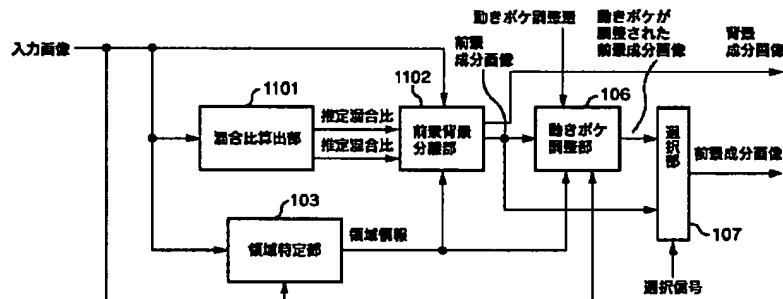 入力画像
1101
混合比算出部
推定混合比
推定混合比
1102
前景背景
分離部
前景
成分画像
動きボケ調整量
106
動きボケ
調整部
動きボケが
調整された
前景成分画像
背景
成分画像
選択部
前景成分画像
107
選択信号
103
領域特定部
領域情報